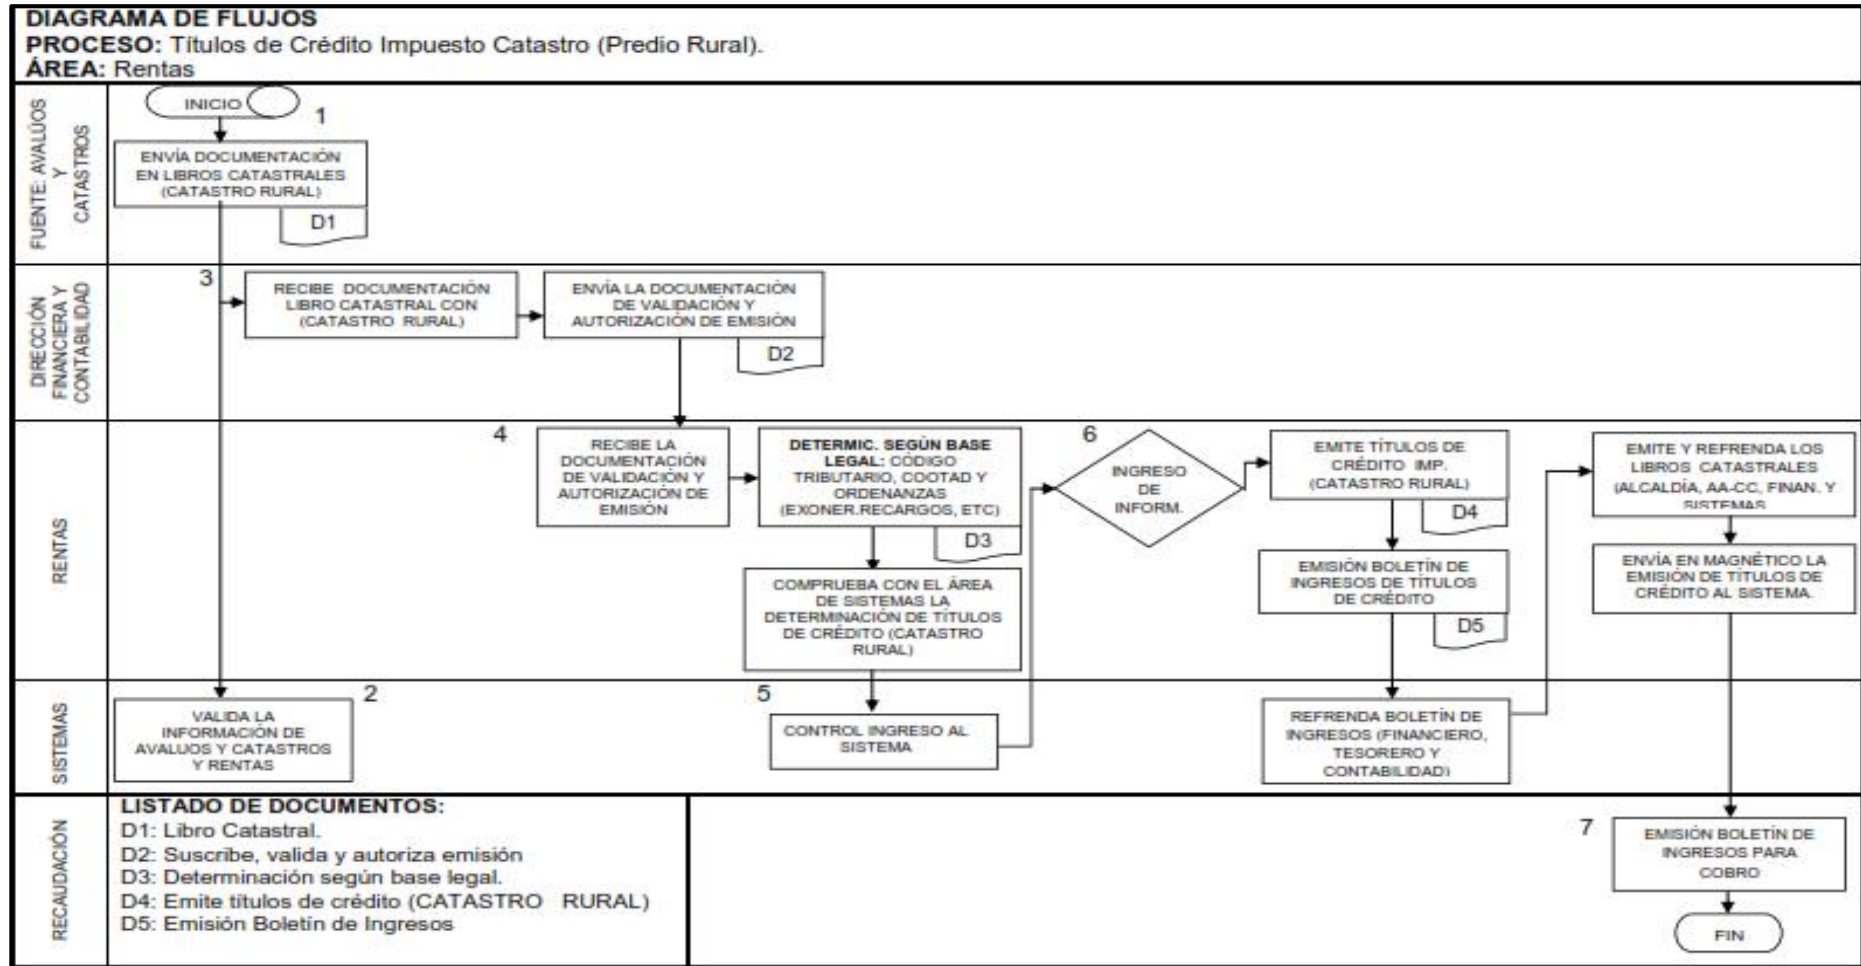 DIAGRAMA DE FLUJOS
PROCESO: Títulos de Crédito Impuesto Catastro (Predio Rural).
ÁREA: Rentas
FUENTE: AVALÚOS
Y
CATASTROS
INICIO
1
ENVÍA DOCUMENTACIÓN
EN LIBROS CATASTRALES
(CATASTRO RURAL)
D1
DIRECCIÓN
FINANCIERA Y
CONTABILIDAD
3
RECIBE DOCUMENTACIÓN
LIBRO CATASTRAL CON
(CATASTRO RURAL)
ENVÍA LA DOCUMENTACIÓN
DE VALIDACIÓN Y
AUTORIZACIÓN DE EMISIÓN
D2
RENTAS
4
RECIBE LA
DOCUMENTACIÓN
DE VALIDACIÓN Y
AUTORIZACIÓN DE
EMISIÓN
DETERMIC. SEGÚN BASE
LEGAL: CÓDIGO
TRIBUTARIO, COOTAD Y
ORDENANZAS
(EXONER.RECARGOS, ETC)
D3
COMPRUEBA CON EL ÁREA
DE SISTEMAS LA
DETERMINACIÓN DE TÍTULOS
DE CRÉDITO (CATASTRO
RURAL)
6
INGRESO
DE
INFORM.
EMITE TÍTULOS DE
CRÉDITO IMP.
(CATASTRO RURAL)
D4
EMISIÓN BOLETÍN DE
INGRESOS DE TÍTULOS
DE CRÉDITO
D5
EMITE Y REFRENDA LOS
LIBROS CATASTRALES
(ALCALDÍA, AA-CC, FINAN. Y
SISTEMAS
ENVÍA EN MAGNÉTICO LA
EMISIÓN DE TÍTULOS DE
CRÉDITO AL SISTEMA.
SISTEMAS
2
VALIDA LA
INFORMACIÓN DE
AVALUOS Y CATASTROS
Y RENTAS
5
CONTROL INGRESO AL
SISTEMA
REFRENDA BOLETÍN DE
INGRESOS (FINANCIERO,
TESORERO Y
CONTABILIDAD)
RECAUDACIÓN
LISTADO DE DOCUMENTOS:
D1: Libro Catastral.
D2: Suscribe, valida y autoriza emisión
D3: Determinación según base legal.
D4: Emite títulos de crédito (CATASTRO RURAL)
D5: Emisión Boletín de Ingresos
7
EMISIÓN BOLETÍN DE
INGRESOS PARA
COBRO
FIN